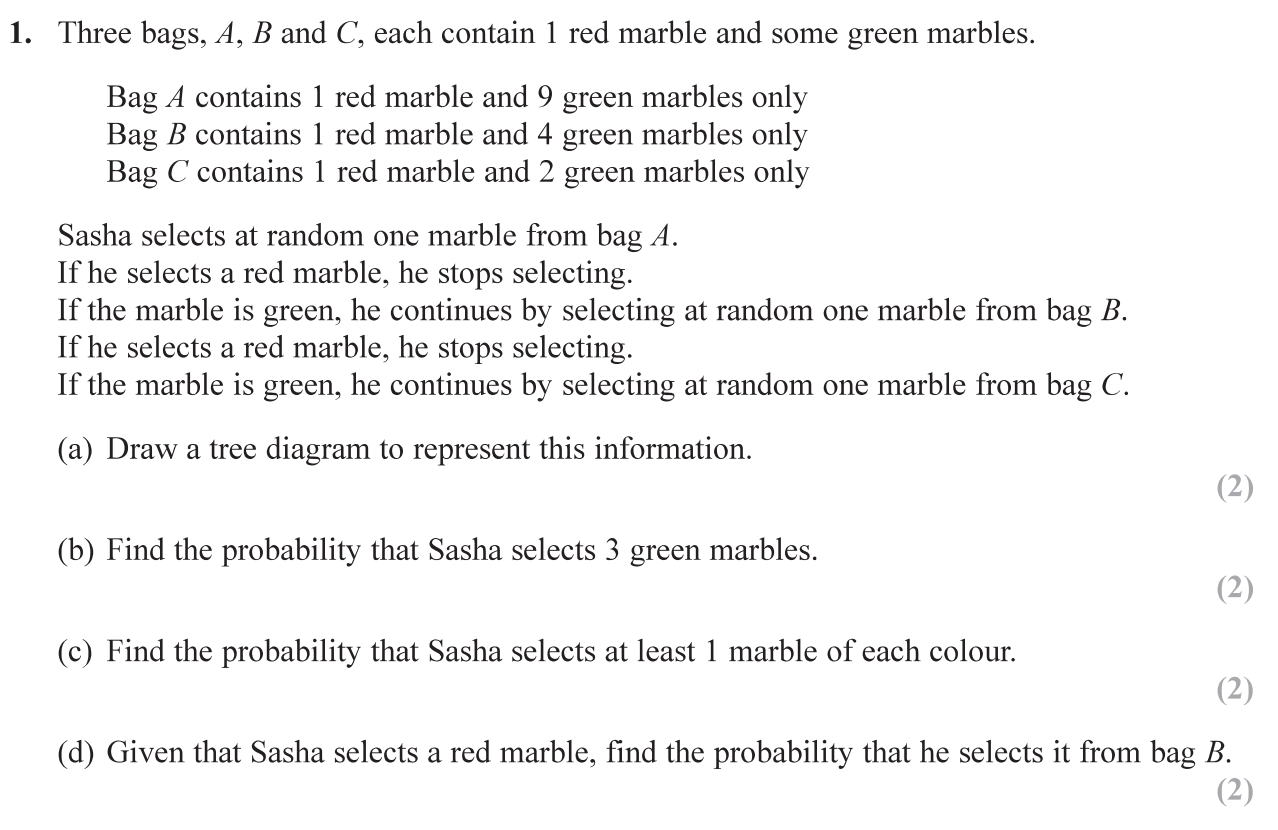 1. Three bags, A, B and C, each contain 1 red marble and some green marbles.
Bag A contains 1 red marble and 9 green marbles only
Bag B contains 1 red marble and 4 green marbles only
Bag C contains 1 red marble and 2 green marbles only
Sasha selects at random one marble from bag A.
If he selects a red marble, he stops selecting.
If the marble is green, he continues by selecting at random one marble from bag B.
If he selects a red marble, he stops selecting.
If the marble is green, he continues by selecting at random one marble from bag C.
(a) Draw a tree diagram to represent this information.
(2)
(b) Find the probability that Sasha selects 3 green marbles.
(2)
(c) Find the probability that Sasha selects at least 1 marble of each colour.
(2)
(d) Given that Sasha selects a red marble, find the probability that he selects it from bag B.
(2)